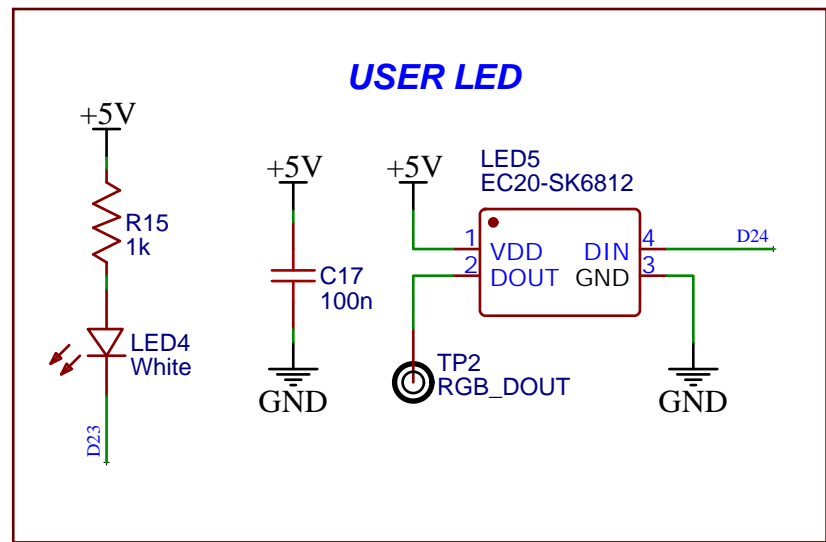 USER LED
+5V
R15
1k
LED4
White
D23
+5V
C17
100n
GND
+5V
LED5
EC20-SK6812
1
VDD
DIN
4
D24
2
DOUT
GND
3
TP2
RGB_DOUT
GND